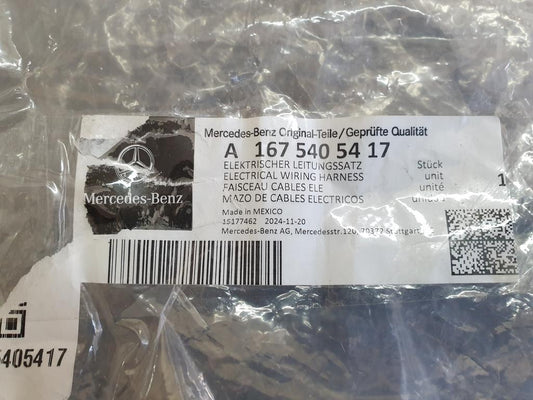 Mercedes-Benz Original-Teile/Geprüfte Qualität
A 167 540 54 17
ELEKTRISCHER LEITUNGSSATZ Stück
ELECTRICAL WIRING HARNESS unit 1
FAISCEAU CABLES ELE unité
MAZO DE CABLES ELECTRICOS
Made in MEXICO
15177462 2024-11-20
Mercedes-Benz AG, Mercedesstr.120, 70372 Stuttgart
Mercedes-Benz
5405417